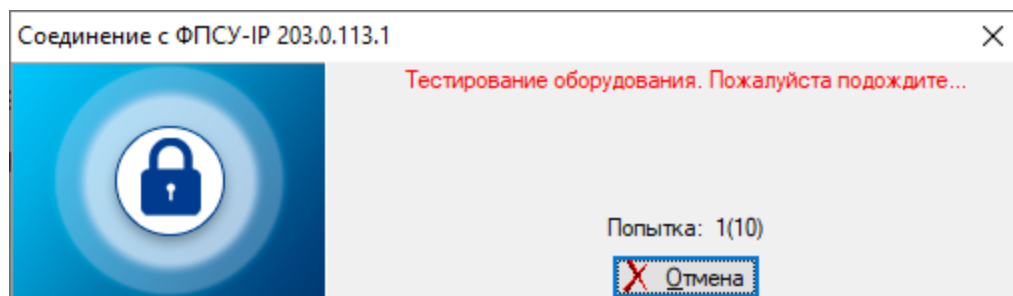 Соединение с ФПСУ-IP 203.0.113.1
Тестирование оборудования. Пожалуйста подождите...
Попытка: 1(10)
Отмена